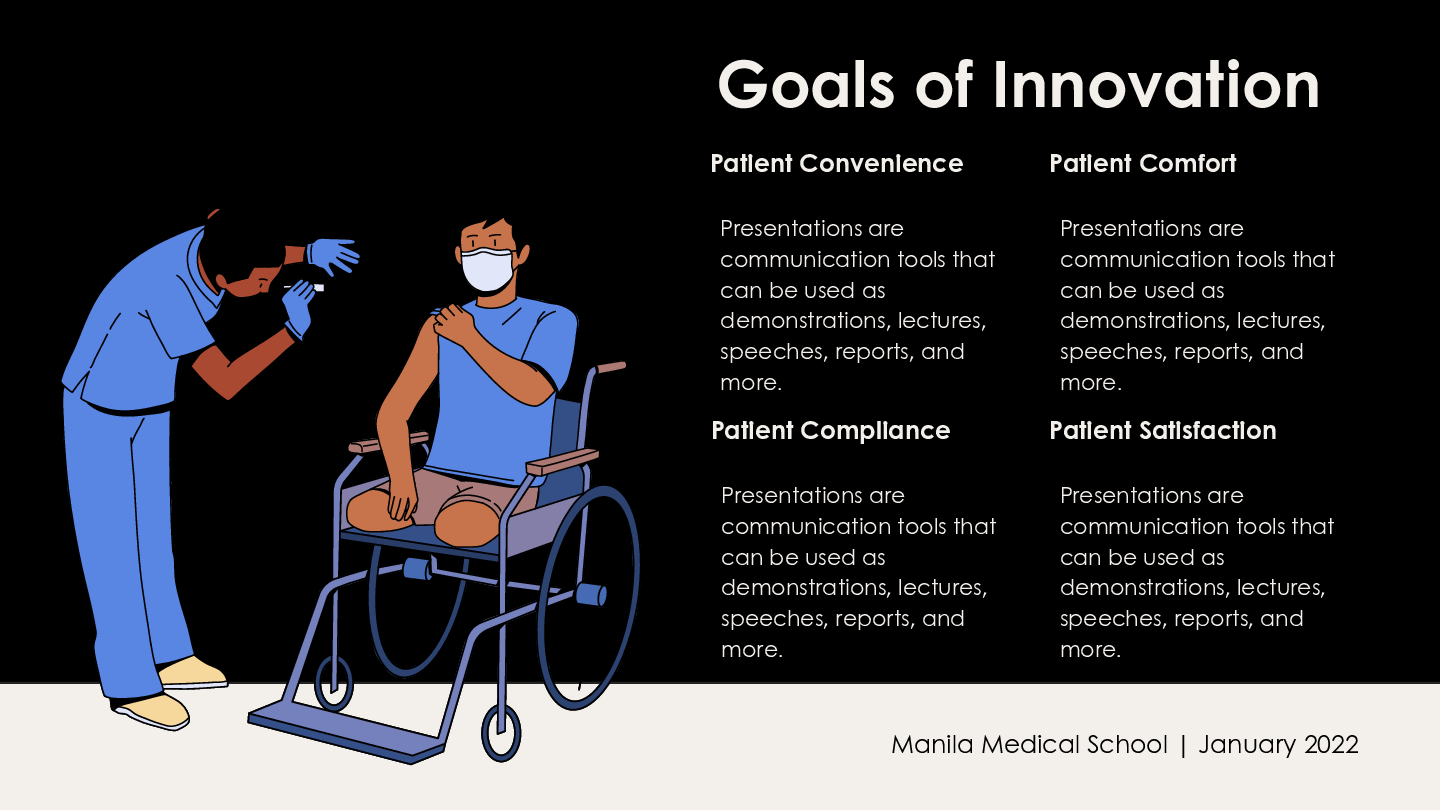 Goals of Innovation
Patient Convenience
Presentations are
communication tools that
can be used as
demonstrations, lectures,
speeches, reports, and
more.
Patient Comfort
Presentations are
communication tools that
can be used as
demonstrations, lectures,
speeches, reports, and
more.
Patient Compliance
Presentations are
communication tools that
can be used as
demonstrations, lectures,
speeches, reports, and
more.
Patient Satisfaction
Presentations are
communication tools that
can be used as
demonstrations, lectures,
speeches, reports, and
more.
Manila Medical School | January 2022